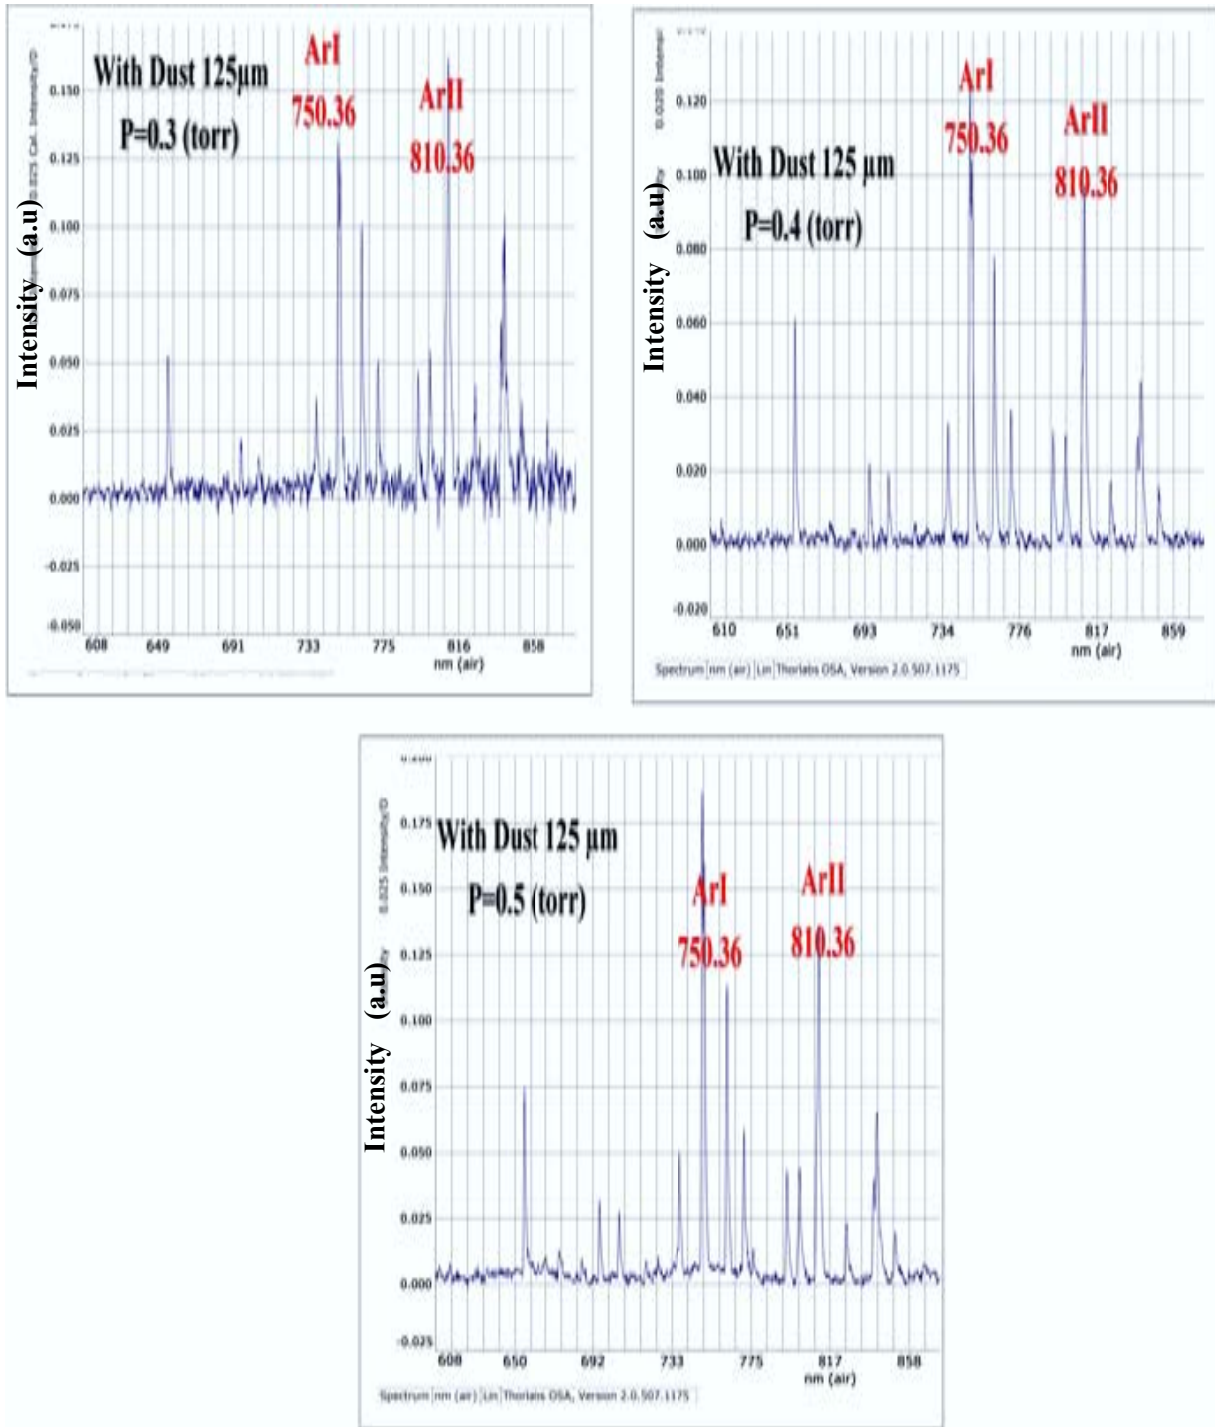 With Dust 125µm
P=0.3 (torr)
ArI
750.36
ArII
810.36
Intensity (a.u)
0.150
0.125
0.100
0.075
0.050
0.025
0.000
-0.025
-0.050
608 649 691 733 775 816 858
nm (air)
With Dust 125 µm
P=0.4 (torr)
ArI
750.36
ArII
810.36
Intensity (a.u)
0.120
0.100
0.080
0.060
0.040
0.020
0.000
-0.020
610 651 693 734 776 817 859
nm (air)
Spectrum nm (air) Lin Thorlabs OSA, Version 2.0.507.1175
With Dust 125 µm
P=0.5 (torr)
ArI
750.36
ArII
810.36
Intensity (a.u)
0.200
0.175
0.150
0.125
0.100
0.075
0.050
0.025
0.000
-0.025
608 650 692 733 775 817 858
nm (air)
Spectrum nm (air) Lin Thorlabs OSA, Version 2.0.507.1175